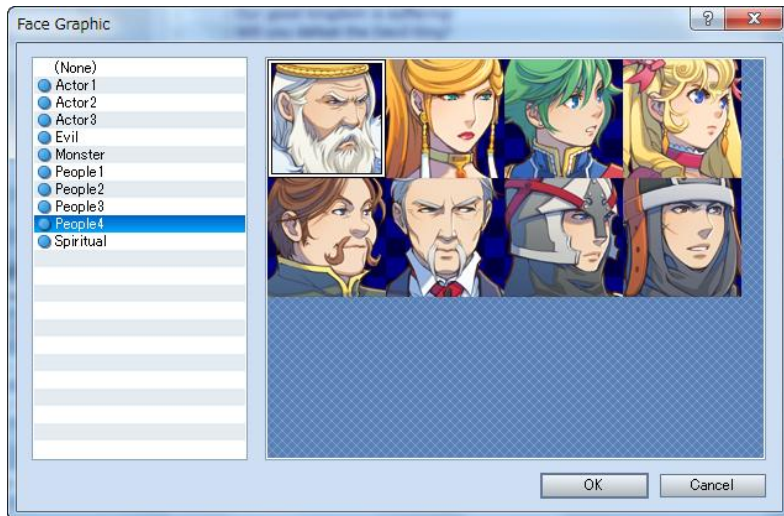 Face Graphic
(None)
Actor1
Actor2
Actor3
Evil
Monster
People1
People2
People3
People4
Spiritual
OK
Cancel